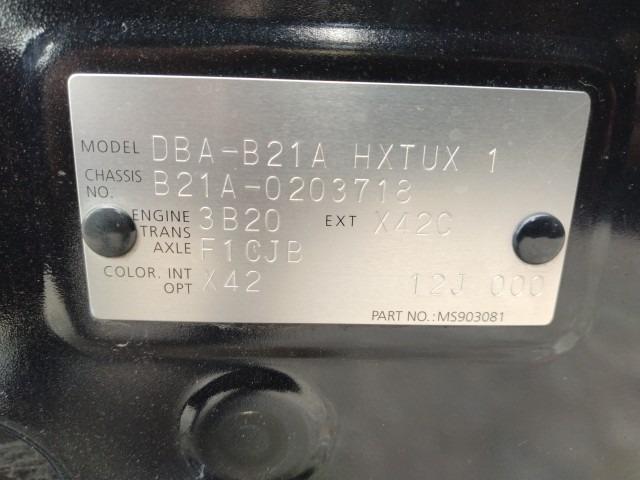 MODEL DBA-B21A HXTUX 1
CHASSIS NO. B21A-0203718
ENGINE 3B20 EXT X42C
TRANS AXLE F1CJB
COLOR. INT X42
OPT 12J 000
PART NO.:MS903081